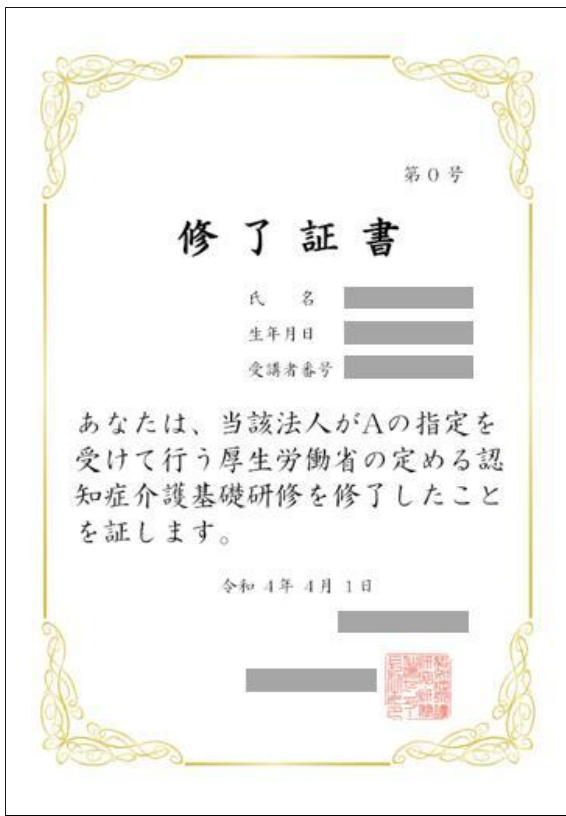 第0号
修了証書
氏 名
生年月日
受講者番号
あなたは、当該法人がAの指定を
受けて行う厚生労働省の定める認
知症介護基礎研修を修了したこと
を証します。
令和 4年 4月 1日